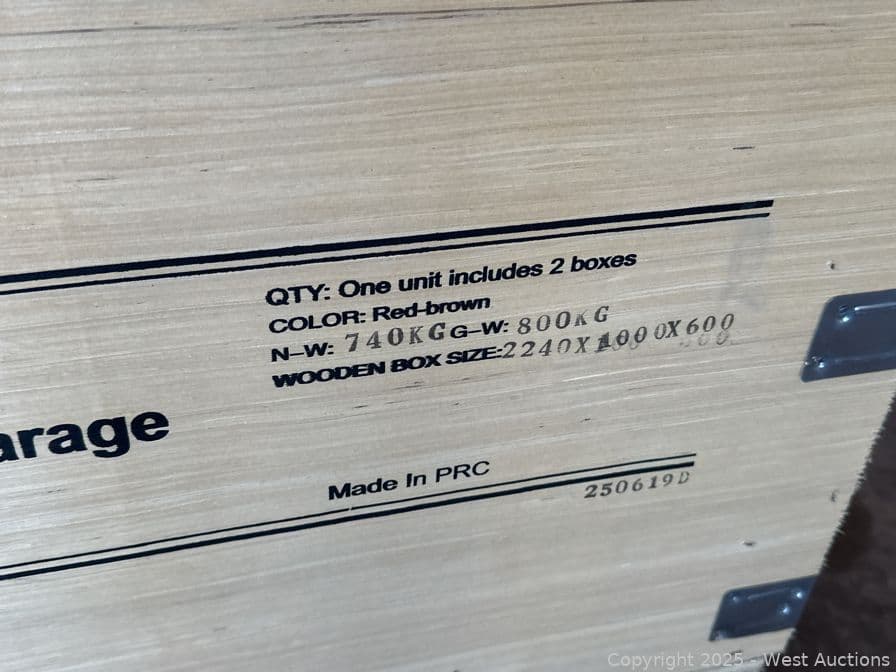 QTY: One unit includes 2 boxes
COLOR: Red-brown
N-W: 740KG G-W: 800KG
WOODEN BOX SIZE:2240X1000X600
arage
Made In PRC
250619D
Copyright 2025 - West Auctions